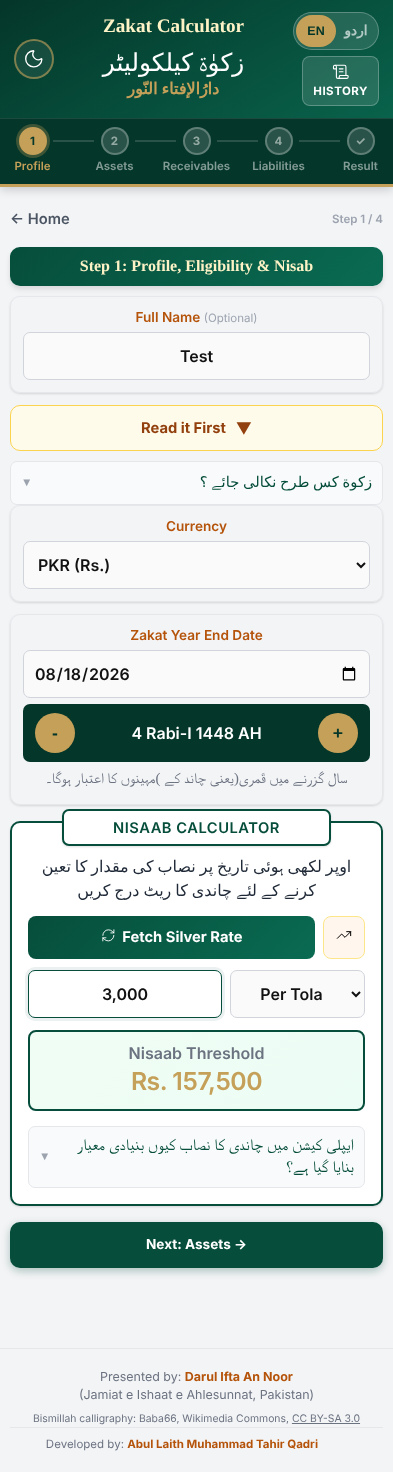 Zakat Calculator
زکوٰۃ کیلکولیٹر
دارُالإفتاء النّور
EN
اردو
HISTORY
1
2
3
4
✓
Profile
Assets
Receivables
Liabilities
Result
← Home
Step 1 / 4
Step 1: Profile, Eligibility & Nisab
Full Name (Optional)
Test
Read it First ▼
زکوة کس طرح نکالی جائے ؟
▼
Currency
PKR (Rs.)
Zakat Year End Date
08/18/2026
-
4 Rabi-I 1448 AH
+
سال گزرنے میں قمری(یعنی چاند کے )مہینوں کا اعتبار ہوگا۔
NISAAB CALCULATOR
اوپر لکھی ہوئی تاریخ پر نصاب کی مقدار کا تعین
کرنے کے لئے چاندی کا ریٹ درج کریں
Fetch Silver Rate
3,000
Per Tola
Nisaab Threshold
Rs. 157,500
ایپلی کیشن میں چاندی کا نصاب کیوں بنیادی معیار
بنایا گیا ہے؟
▼
Next: Assets →
Presented by: Darul Ifta An Noor
(Jamiat e Ishaat e Ahlesunnat, Pakistan)
Bismillah calligraphy: Baba66, Wikimedia Commons, CC BY-SA 3.0
Developed by: Abul Laith Muhammad Tahir Qadri